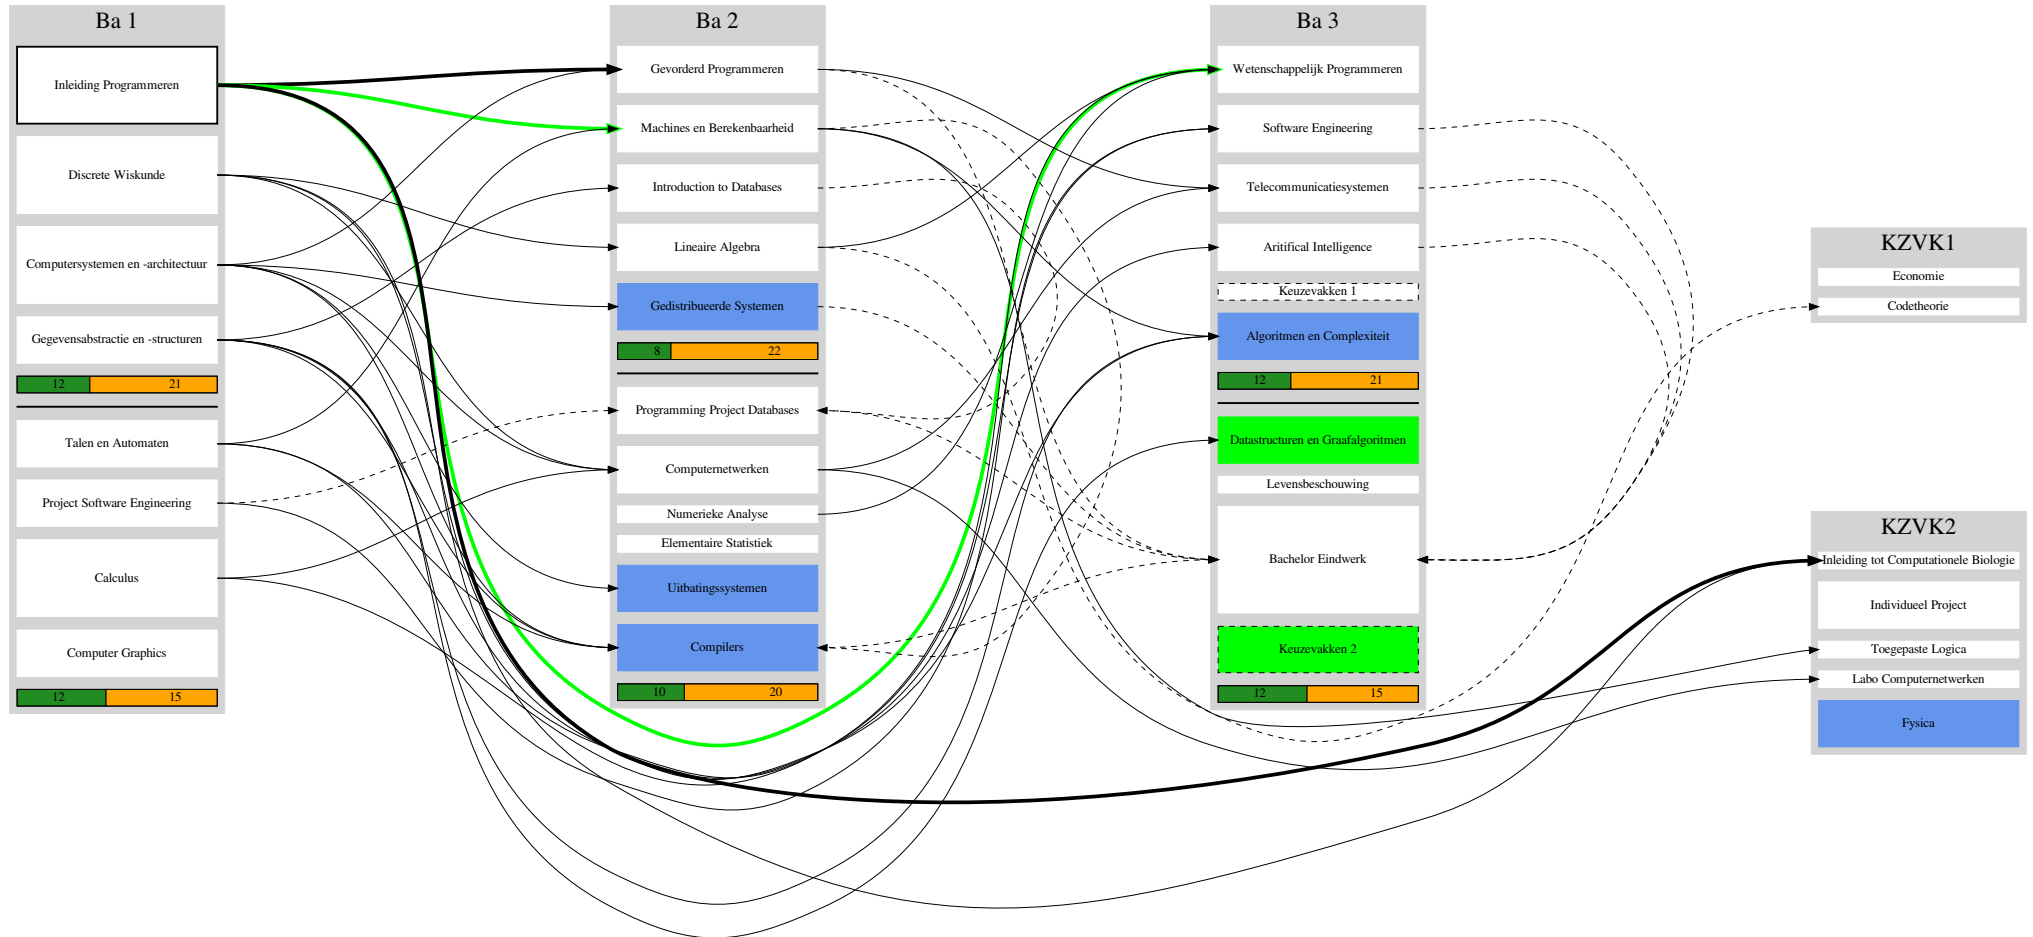 Ba 1
Inleiding Programmeren
Discrete Wiskunde
Computersystemen en -architectuur
Gegevensabstractie en -structuren
12 21
Talen en Automaten
Project Software Engineering
Calculus
Computer Graphics
12 15
Ba 2
Gevorderd Programmeren
Machines en Berekenbaarheid
Introduction to Databases
Lineaire Algebra
Gedistribueerde Systemen
8 22
Programming Project Databases
Computernetwerken
Numerieke Analyse
Elementaire Statistiek
Uitbatingssystemen
Compilers
10 20
Ba 3
Wetenschappelijk Programmeren
Software Engineering
Telecommunicatiesystemen
Aritifical Intelligence
Keuzevakken 1
Algoritmen en Complexiteit
12 21
Datastructuren en Graafalgoritmen
Levensbeschouwing
Bachelor Eindwerk
Keuzevakken 2
12 15
KZVK1
Economie
Codetheorie
KZVK2
Inleiding tot Computationele Biologie
Individueel Project
Toegepaste Logica
Labo Computernetwerken
Fysica